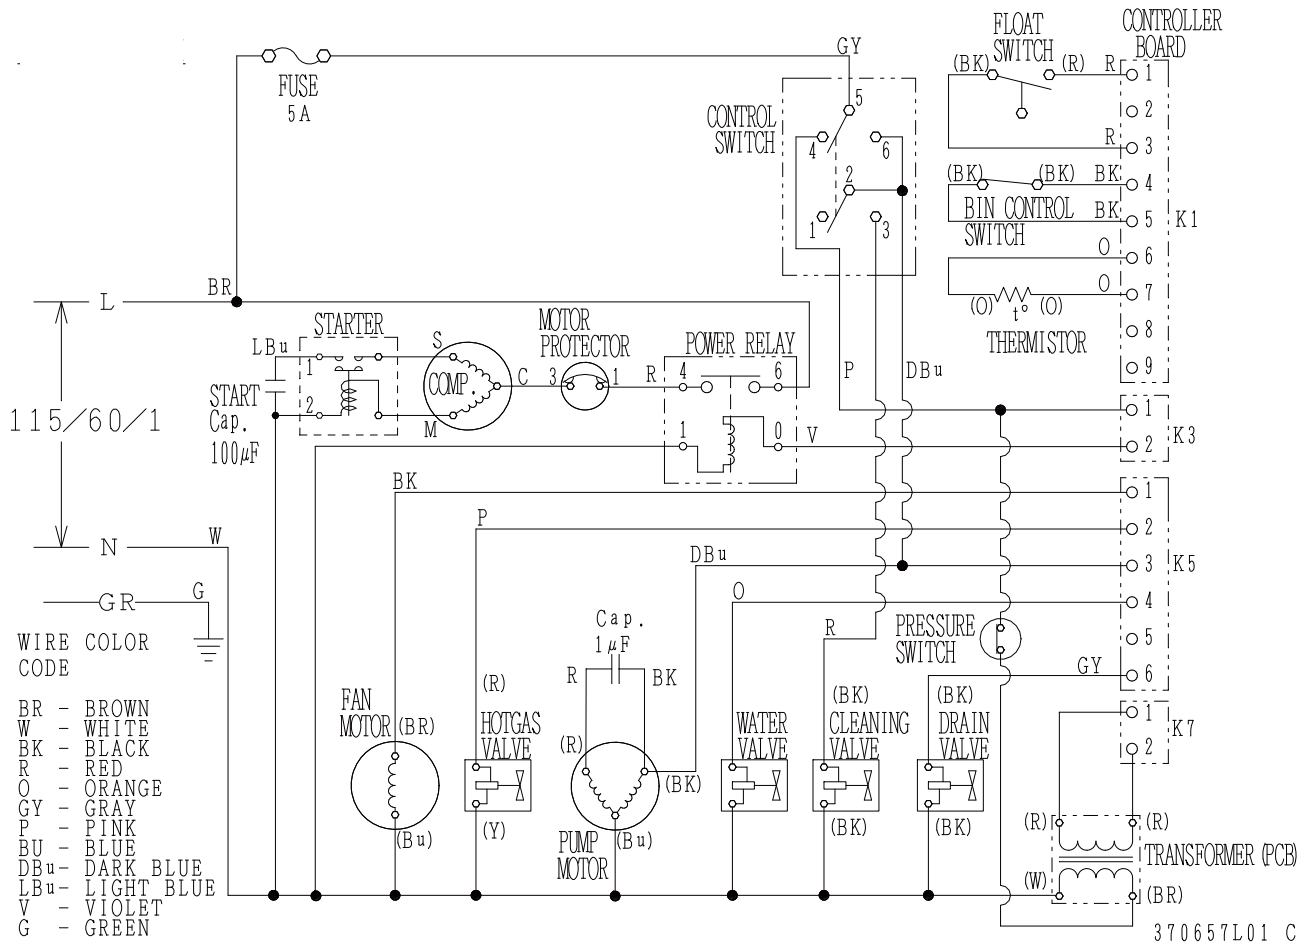 GY
FUSE
5A
CONTROL
SWITCH
5
4
6
2
1
3
FLOAT
SWITCH
(BK)
(R)
R
R
CONTROLLER
BOARD
1
2
3
4
5
6
7
8
9
K1
(BK)
(BK)
BK
BIN CONTROL
SWITCH
BK
O
O
(O)
t°
(O)
THERMISTOR
L
BR
115/60/1
N
W
GR
G
STARTER
LBu
1
2
START
Cap.
100µF
S
COMP.
M
C
MOTOR
PROTECTOR
3
1
R
POWER RELAY
4
6
1
0
V
P
DBu
1
2
K3
BK
P
DBu
O
R
1
2
3
4
5
6
K5
GY
PRESSURE
SWITCH
1
2
K7
Cap.
1µF
R
BK
FAN
MOTOR
(BR)
(Bu)
(R)
HOTGAS
VALVE
(Y)
(R)
(BK)
PUMP
MOTOR
(Bu)
WATER
VALVE
(BK)
CLEANING
VALVE
(BK)
(BK)
DRAIN
VALVE
(BK)
(R)
(R)
TRANSFORMER (PCB)
(W)
(BR)
WIRE COLOR
CODE
BR - BROWN
W - WHITE
BK - BLACK
R - RED
O - ORANGE
GY - GRAY
P - PINK
BU - BLUE
DBu- DARK BLUE
LBu- LIGHT BLUE
V - VIOLET
G - GREEN
370657L01 C